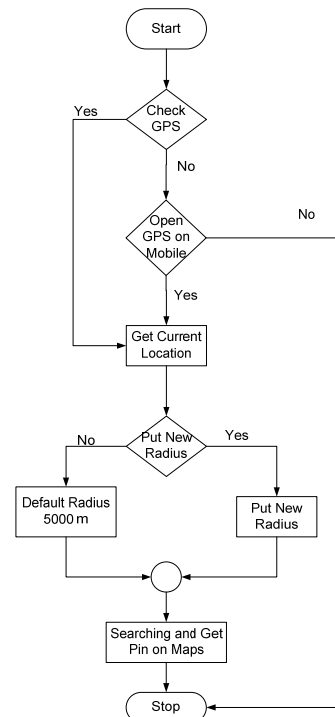 Start
Check
GPS
Yes
No
Open
GPS on
Mobile
No
Yes
Get Current
Location
Put New
Radius
No
Yes
Default Radius
5000 m
Put New
Radius
Searching and Get
Pin on Maps
Stop